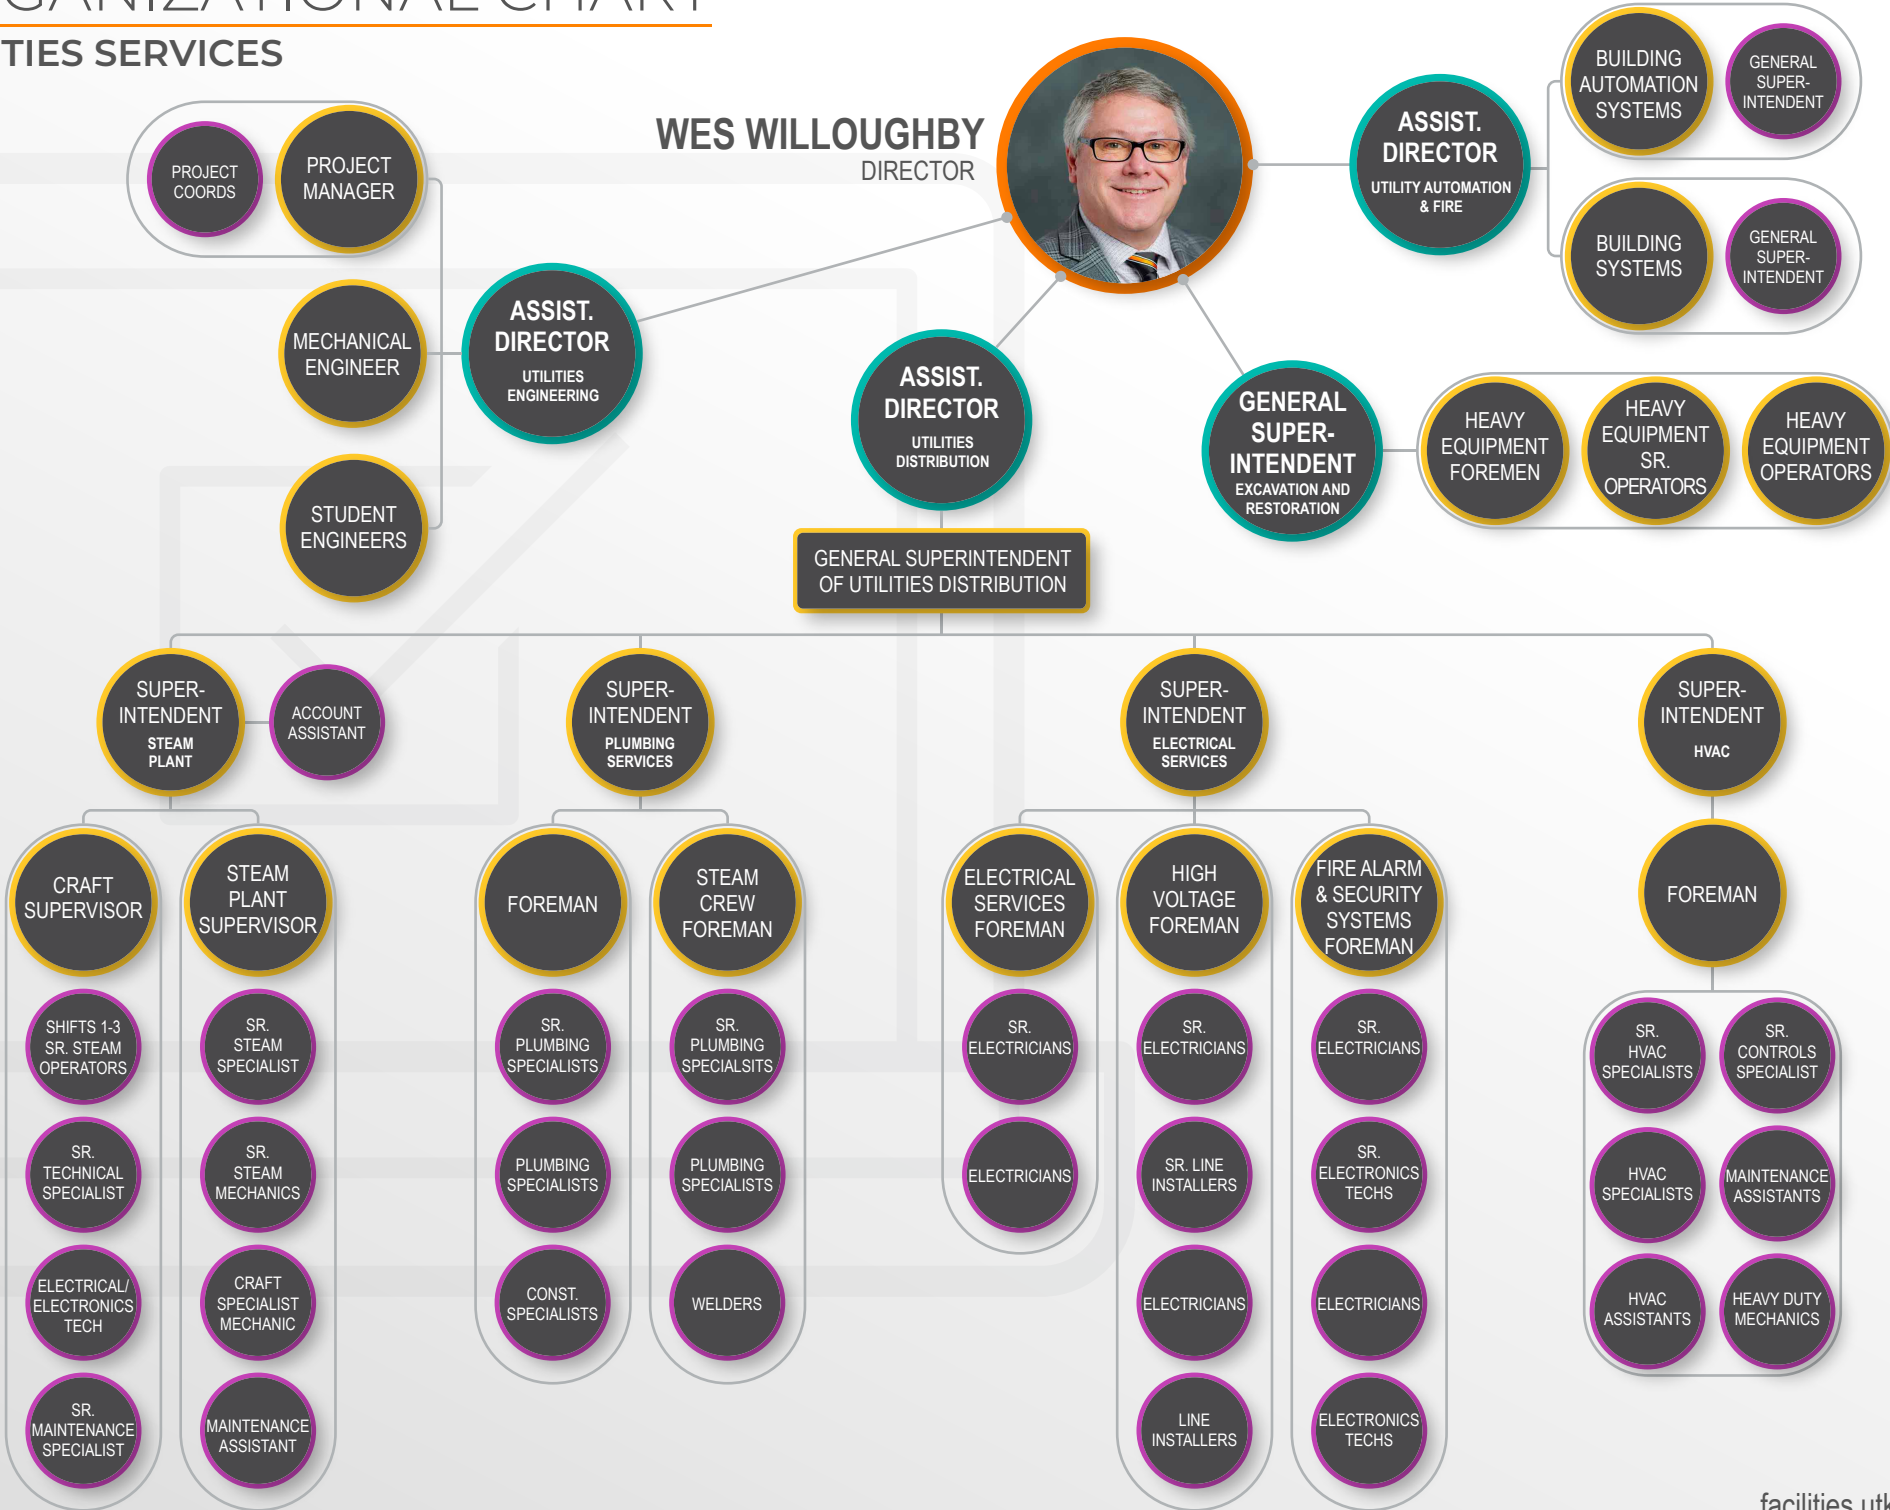 GANIZATIONAL CHART
TIES SERVICES
WES WILLOUGHBY
DIRECTOR
ASSIST.
DIRECTOR
UTILITY AUTOMATION
& FIRE
BUILDING
AUTOMATION
SYSTEMS
GENERAL
SUPER-
INTENDENT
BUILDING
SYSTEMS
GENERAL
SUPER-
INTENDENT
PROJECT
COORDS
PROJECT
MANAGER
MECHANICAL
ENGINEER
STUDENT
ENGINEERS
ASSIST.
DIRECTOR
UTILITIES
ENGINEERING
ASSIST.
DIRECTOR
UTILITIES
DISTRIBUTION
GENERAL
SUPER-
INTENDENT
EXCAVATION AND
RESTORATION
HEAVY
EQUIPMENT
FOREMEN
HEAVY
EQUIPMENT
SR.
OPERATORS
HEAVY
EQUIPMENT
OPERATORS
GENERAL SUPERINTENDENT
OF UTILITIES DISTRIBUTION
SUPER-
INTENDENT
STEAM
PLANT
ACCOUNT
ASSISTANT
SUPER-
INTENDENT
PLUMBING
SERVICES
SUPER-
INTENDENT
ELECTRICAL
SERVICES
SUPER-
INTENDENT
HVAC
CRAFT
SUPERVISOR
SHIFTS 1-3
SR. STEAM
OPERATORS
SR.
TECHNICAL
SPECIALIST
ELECTRICAL/
ELECTRONICS
TECH
SR.
MAINTENANCE
SPECIALIST
STEAM
PLANT
SUPERVISOR
SR.
STEAM
SPECIALIST
SR.
STEAM
MECHANICS
CRAFT
SPECIALIST
MECHANIC
MAINTENANCE
ASSISTANT
FOREMAN
SR.
PLUMBING
SPECIALISTS
PLUMBING
SPECIALISTS
CONST.
SPECIALISTS
STEAM
CREW
FOREMAN
SR.
PLUMBING
SPECIALSITS
PLUMBING
SPECIALISTS
WELDERS
ELECTRICAL
SERVICES
FOREMAN
SR.
ELECTRICIANS
ELECTRICIANS
HIGH
VOLTAGE
FOREMAN
SR.
ELECTRICIANS
SR. LINE
INSTALLERS
ELECTRICIANS
LINE
INSTALLERS
FIRE ALARM
& SECURITY
SYSTEMS
FOREMAN
SR.
ELECTRICIANS
SR.
ELECTRONICS
TECHS
ELECTRICIANS
ELECTRONICS
TECHS
FOREMAN
SR.
HVAC
SPECIALISTS
SR.
CONTROLS
SPECIALIST
HVAC
SPECIALISTS
MAINTENANCE
ASSISTANTS
HVAC
ASSISTANTS
HEAVY DUTY
MECHANICS
facilities.utk